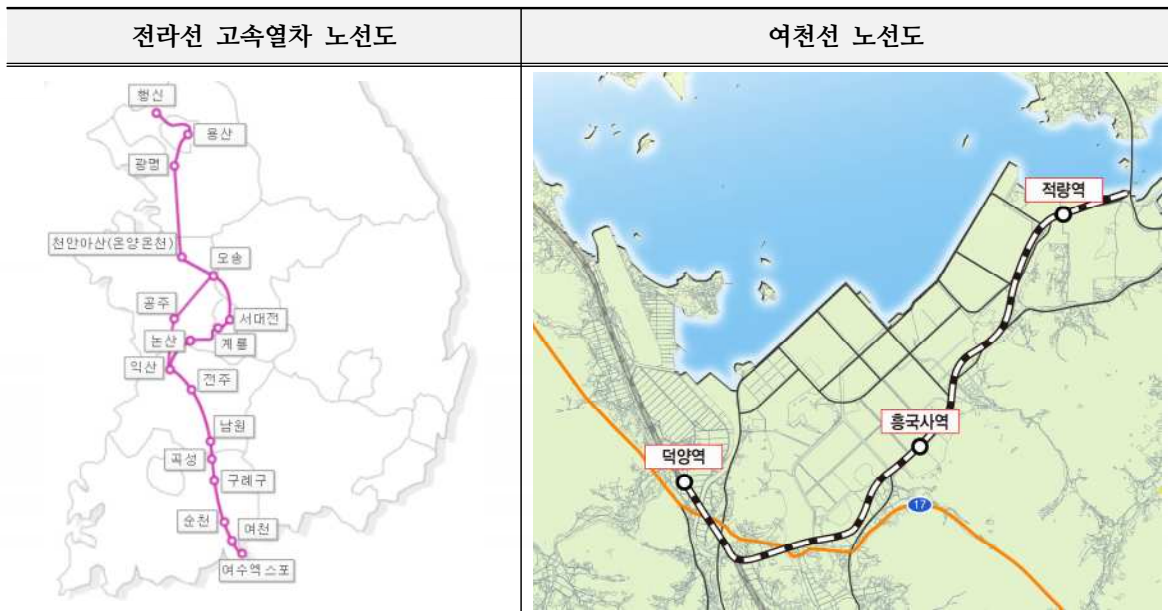 전라선 고속열차 노선도
여천선 노선도
행신
용산
광명
천안아산(온양온천)
오송
공주
서대전
논산
계룡
익산
전주
남원
곡성
구례구
순천
여천
여수엑스포
적량역
흥국사역
덕양역
17